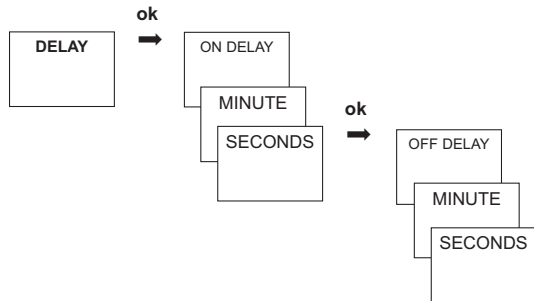 ok
DELAY
ON DELAY
MINUTE
SECONDS
ok
OFF DELAY
MINUTE
SECONDS